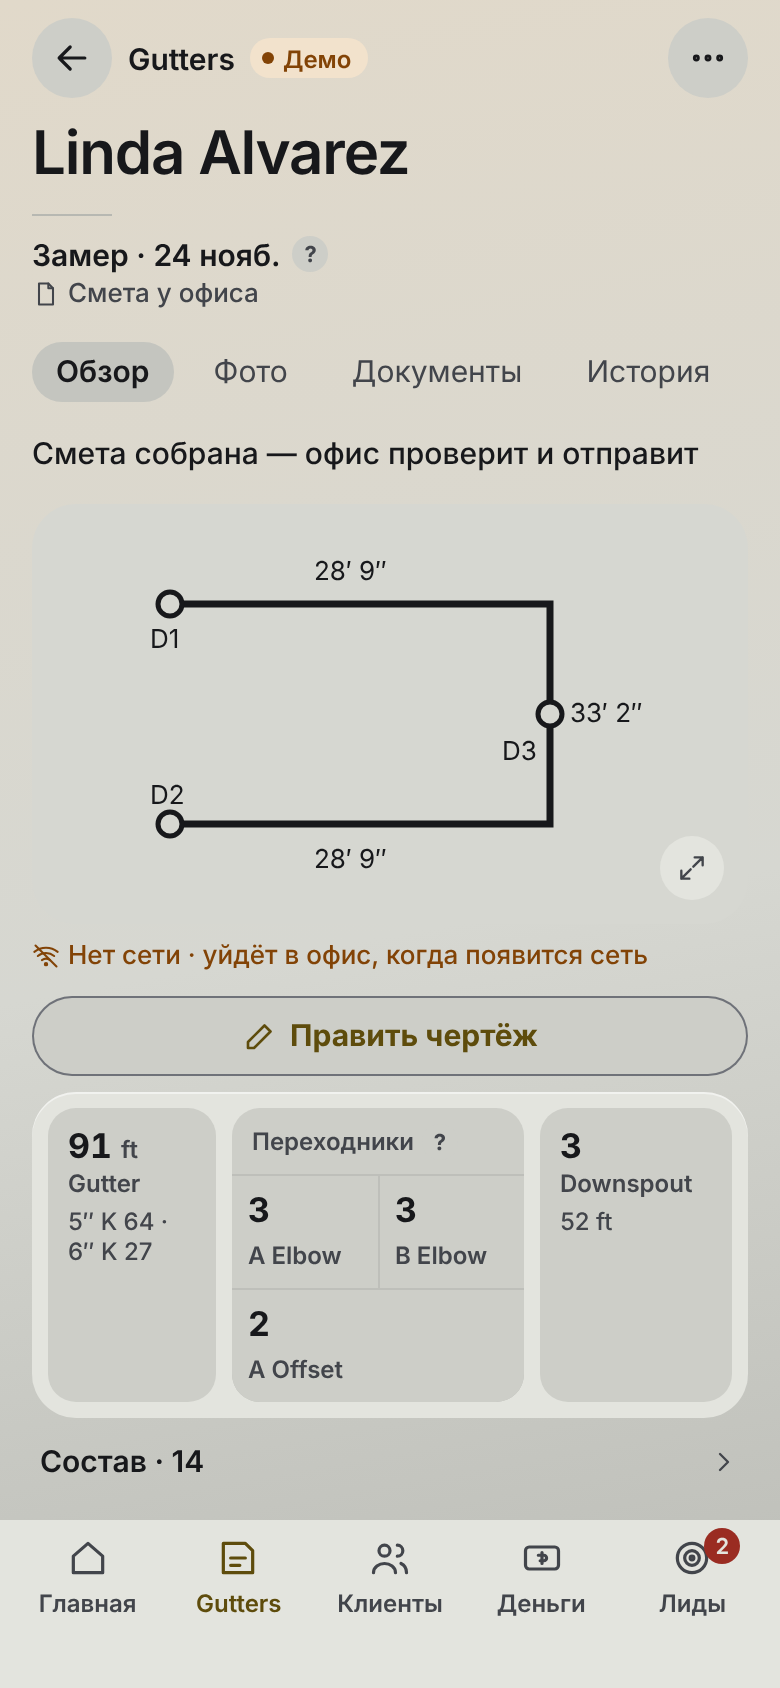 Gutters
Демо
Linda Alvarez
Замер · 24 нояб. ?
Смета у офиса
Обзор Фото Документы История
Смета собрана — офис проверит и отправит
28′ 9″
D1
33′ 2″
D3
D2
28′ 9″
Нет сети · уйдёт в офис, когда появится сеть
Править чертёж
91 ft
Gutter
5″ K 64 ·
6″ K 27
Переходники ?
3
A Elbow
3
B Elbow
2
A Offset
3
Downspout
52 ft
Состав · 14
2
Главная Gutters Клиенты Деньги Лиды